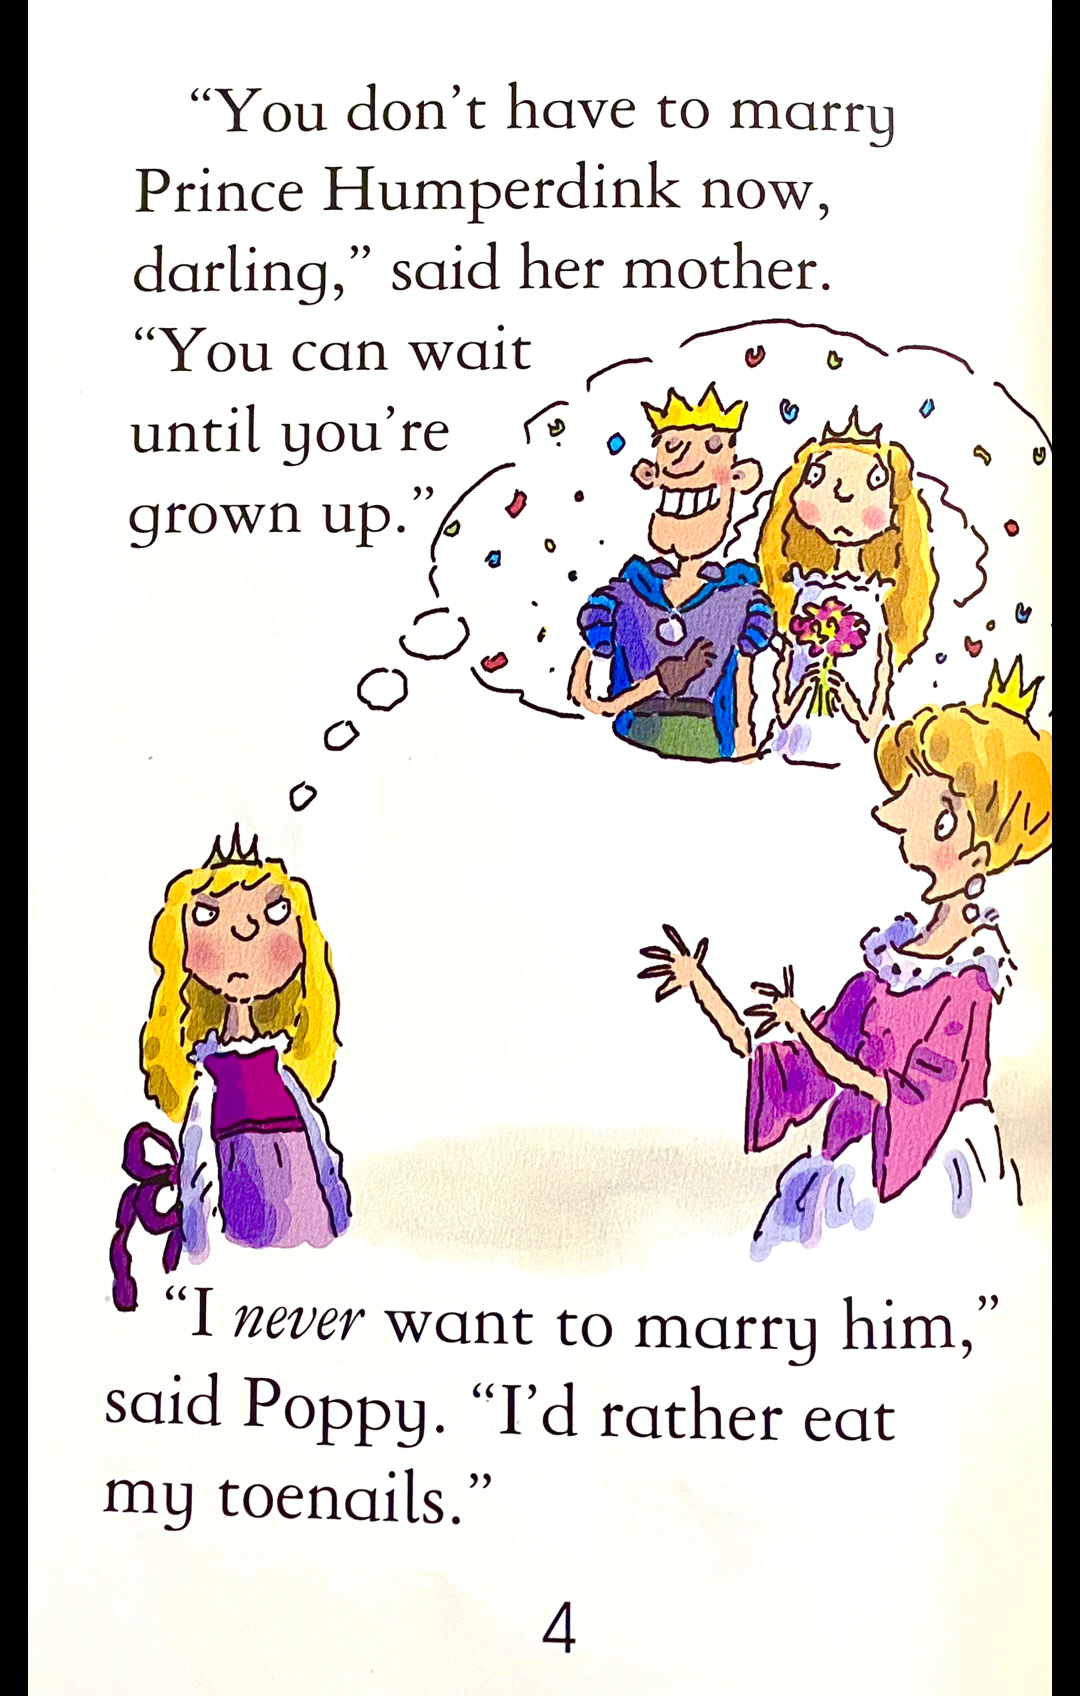 “You don’t have to marry
Prince Humperdink now,
darling,” said her mother.
“You can wait
until you’re
grown up.”
“I never want to marry him,”
said Poppy. “I’d rather eat
my toenails.”
4